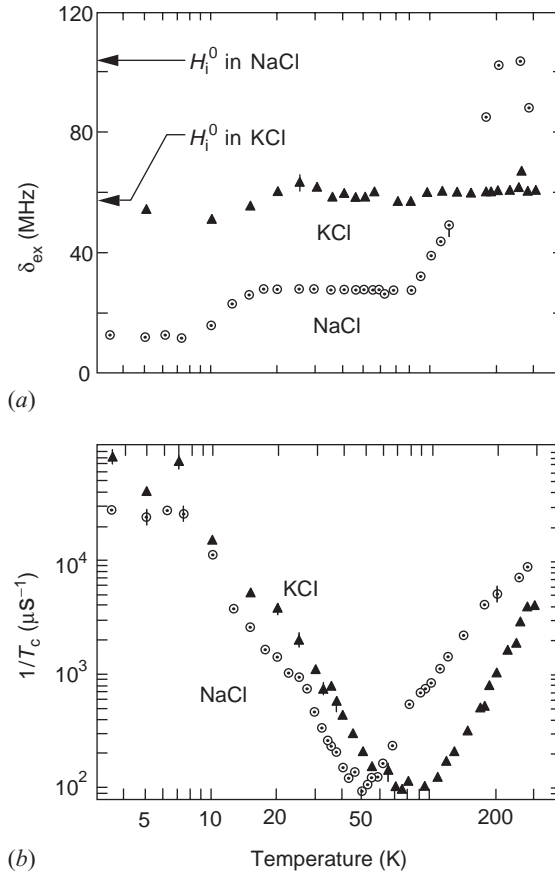 120
H_i^0 in NaCl
80
H_i^0 in KCl
δ_ex (MHz)
KCl
40
NaCl
0
(a)
10^4
1/T_c (μs^−1)
KCl
10^3
NaCl
10^2
5 10 20 50 100 200
(b) Temperature (K)